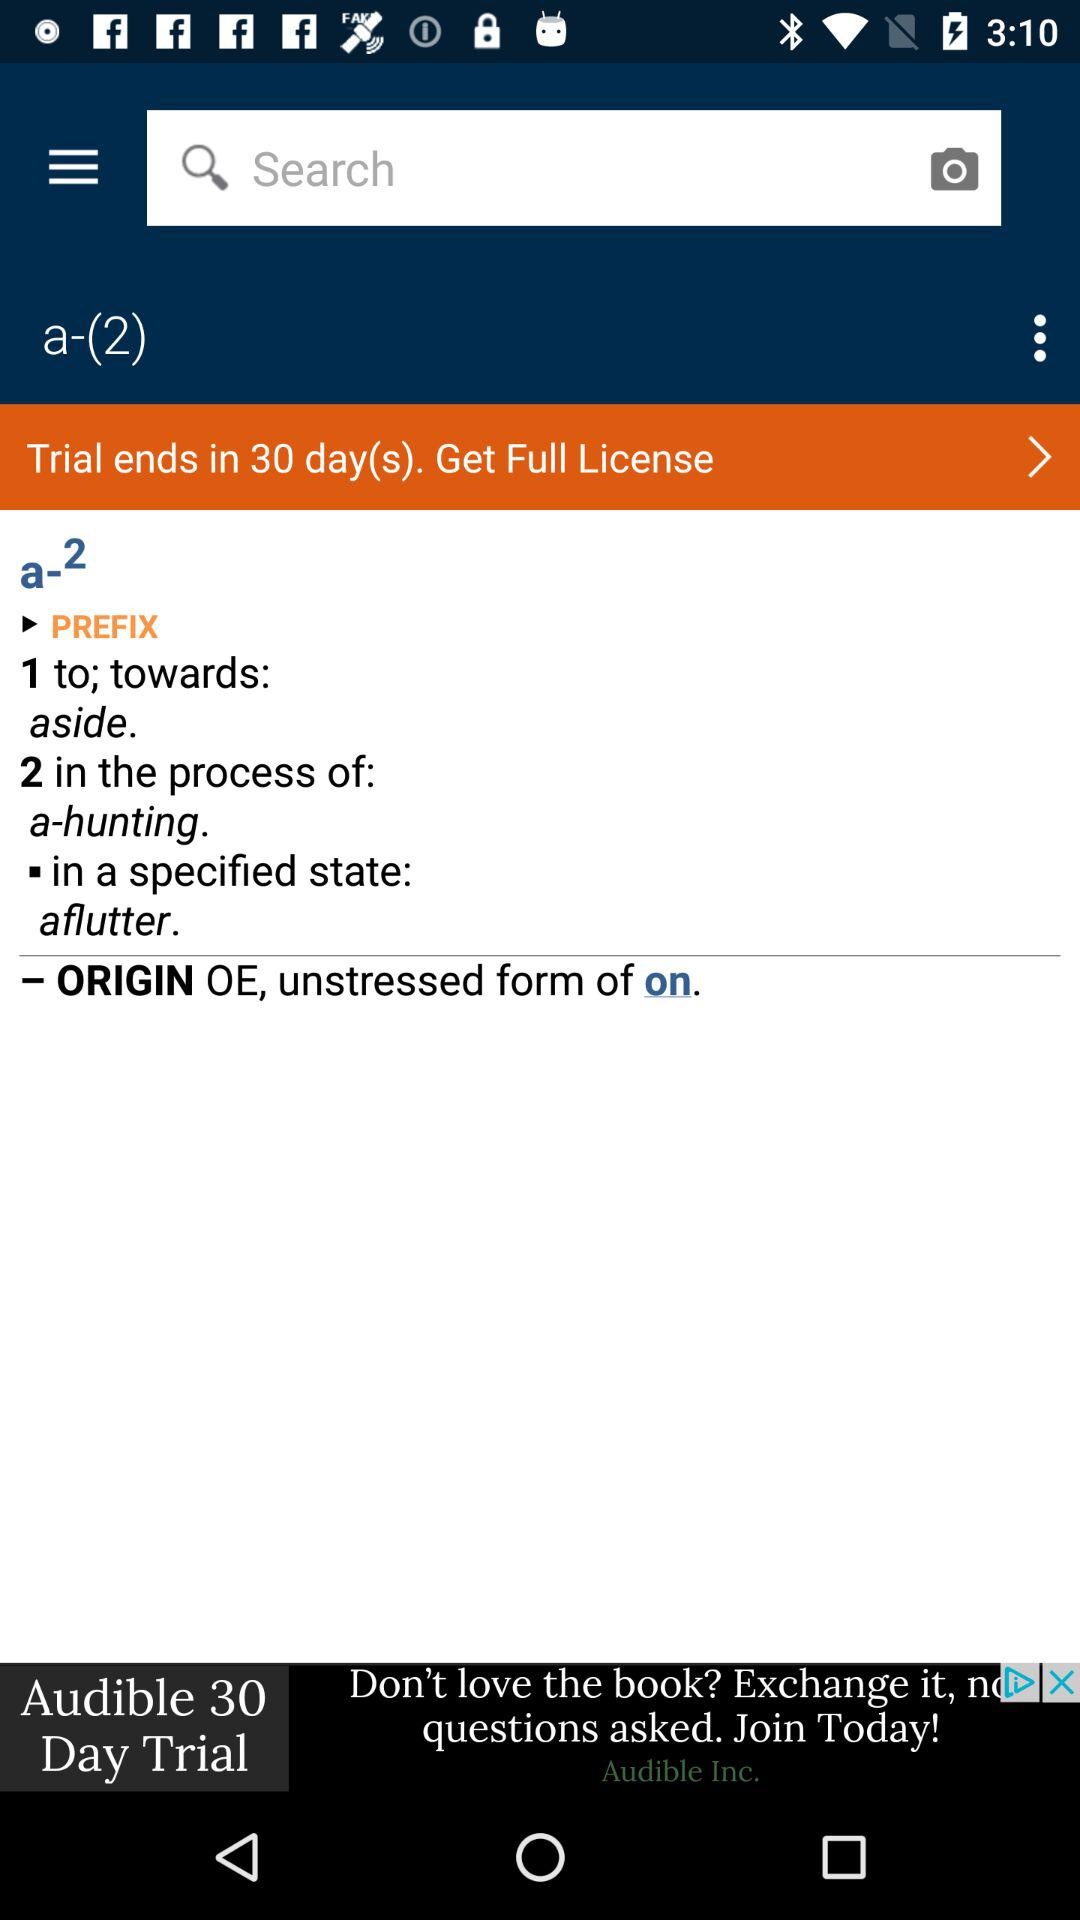 FAKE
3:10
Search
a-(2)
Trial ends in 30 day(s). Get Full License
a-2
▶ PREFIX
1 to; towards:
aside.
2 in the process of:
a-hunting.
▪ in a specified state:
aflutter.
– ORIGIN OE, unstressed form of on.
Audible 30
Day Trial
Don’t love the book? Exchange it, no
questions asked. Join Today!
Audible Inc.